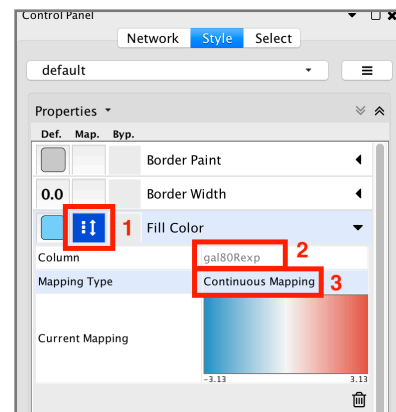 Control Panel
Network Style Select
default
Properties
Def. Map. Byp.
Border Paint
0.0 Border Width
1 Fill Color
Column gal80Rexp 2
Mapping Type Continuous Mapping 3
Current Mapping
-3.13 3.13